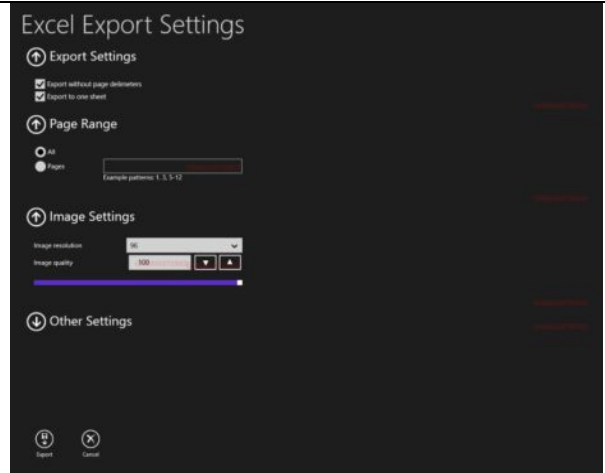 Excel Export Settings
Export Settings
Export without page delimeters
Export to one sheet
Page Range
All
Pages
Example patterns: 1, 3, 5-12
Image Settings
Image resolution 96
Image quality 100
Other Settings
Export Cancel